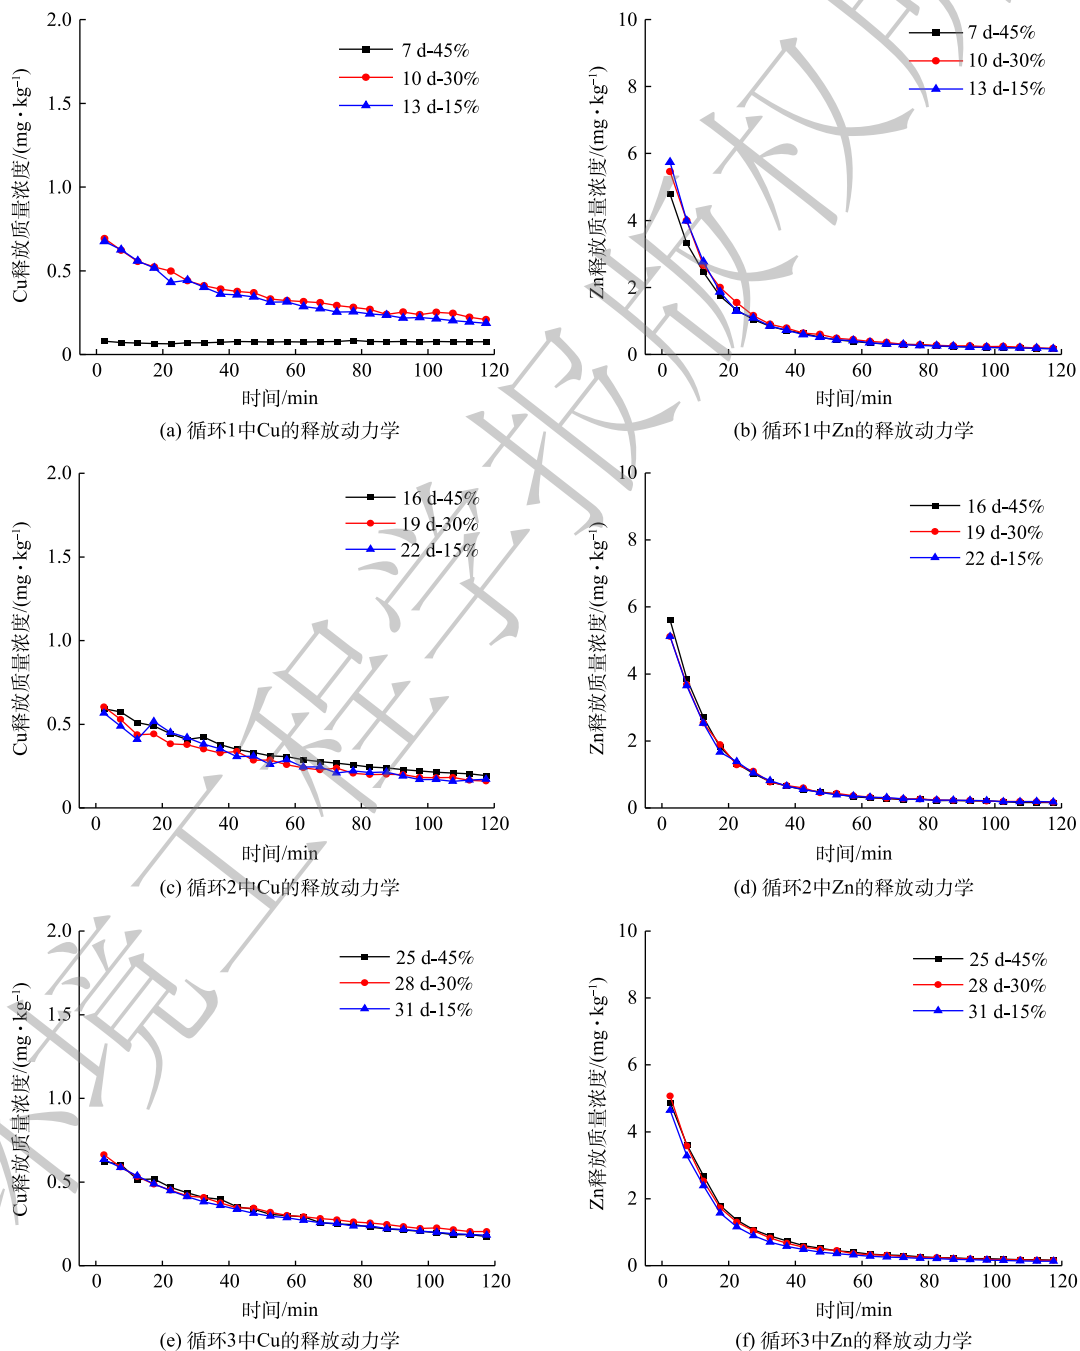 2.0
1.5
1.0
0.5
0
Cu释放质量浓度/(mg·kg⁻¹)
7 d-45%
10 d-30%
13 d-15%
0 20 40 60 80 100 120
时间/min
(a) 循环1中Cu的释放动力学
10
8
6
4
2
0
Zn释放质量浓度/(mg·kg⁻¹)
7 d-45%
10 d-30%
13 d-15%
0 20 40 60 80 100 120
时间/min
(b) 循环1中Zn的释放动力学
2.0
1.5
1.0
0.5
0
Cu释放质量浓度/(mg·kg⁻¹)
16 d-45%
19 d-30%
22 d-15%
0 20 40 60 80 100 120
时间/min
(c) 循环2中Cu的释放动力学
10
8
6
4
2
0
Zn释放质量浓度/(mg·kg⁻¹)
16 d-45%
19 d-30%
22 d-15%
0 20 40 60 80 100 120
时间/min
(d) 循环2中Zn的释放动力学
2.0
1.5
1.0
0.5
0
Cu释放质量浓度/(mg·kg⁻¹)
25 d-45%
28 d-30%
31 d-15%
0 20 40 60 80 100 120
时间/min
(e) 循环3中Cu的释放动力学
10
8
6
4
2
0
Zn释放质量浓度/(mg·kg⁻¹)
25 d-45%
28 d-30%
31 d-15%
0 20 40 60 80 100 120
时间/min
(f) 循环3中Zn的释放动力学
境工程学报版权